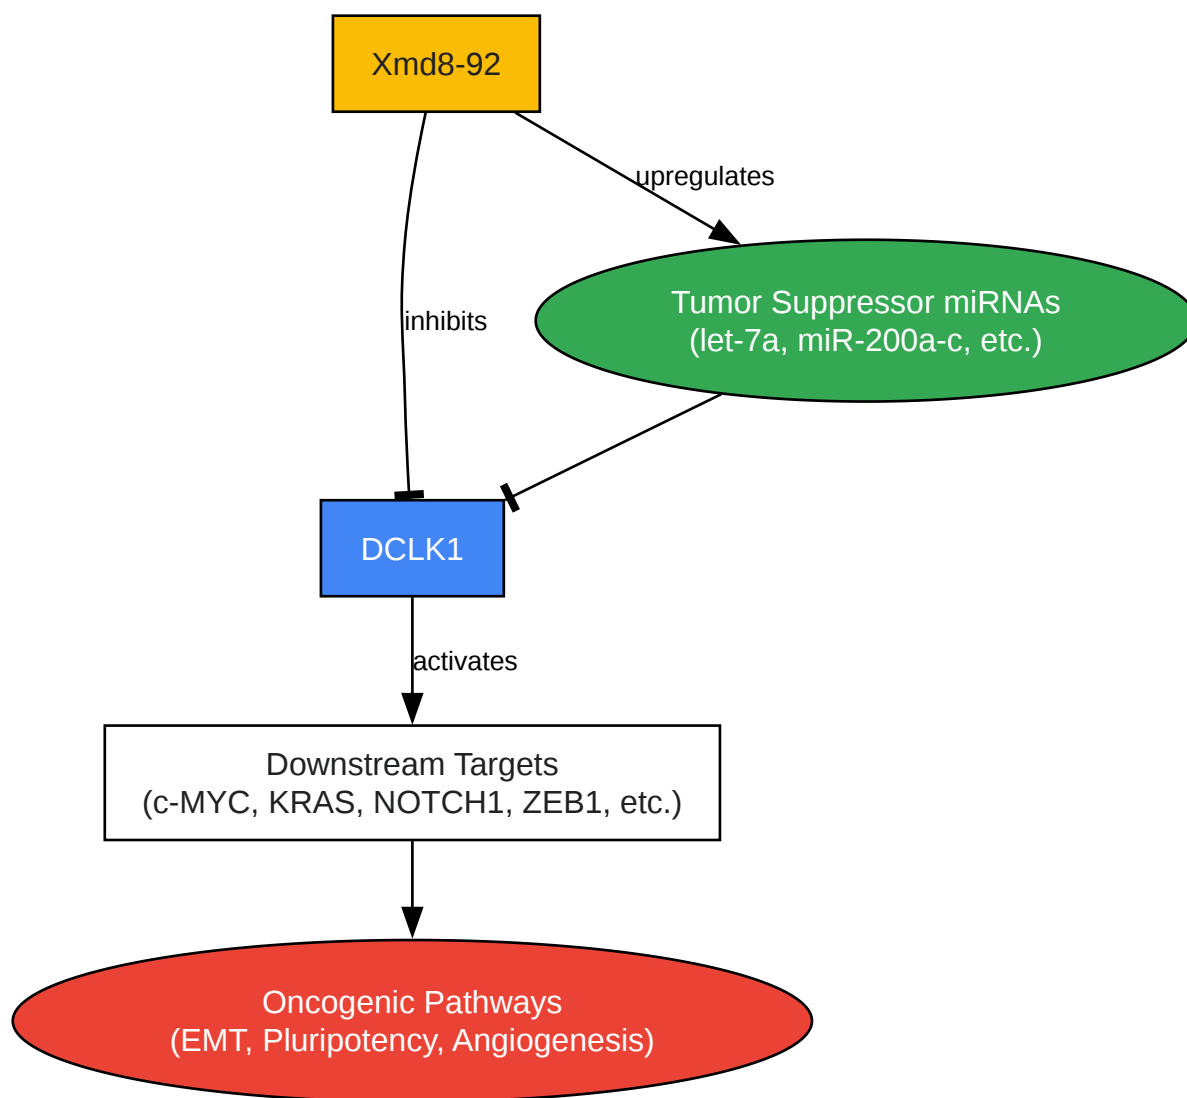 Xmd8-92
upregulates
Tumor Suppressor miRNAs
(let-7a, miR-200a-c, etc.)
inhibits
DCLK1
activates
Downstream Targets
(c-MYC, KRAS, NOTCH1, ZEB1, etc.)
Oncogenic Pathways
(EMT, Pluripotency, Angiogenesis)